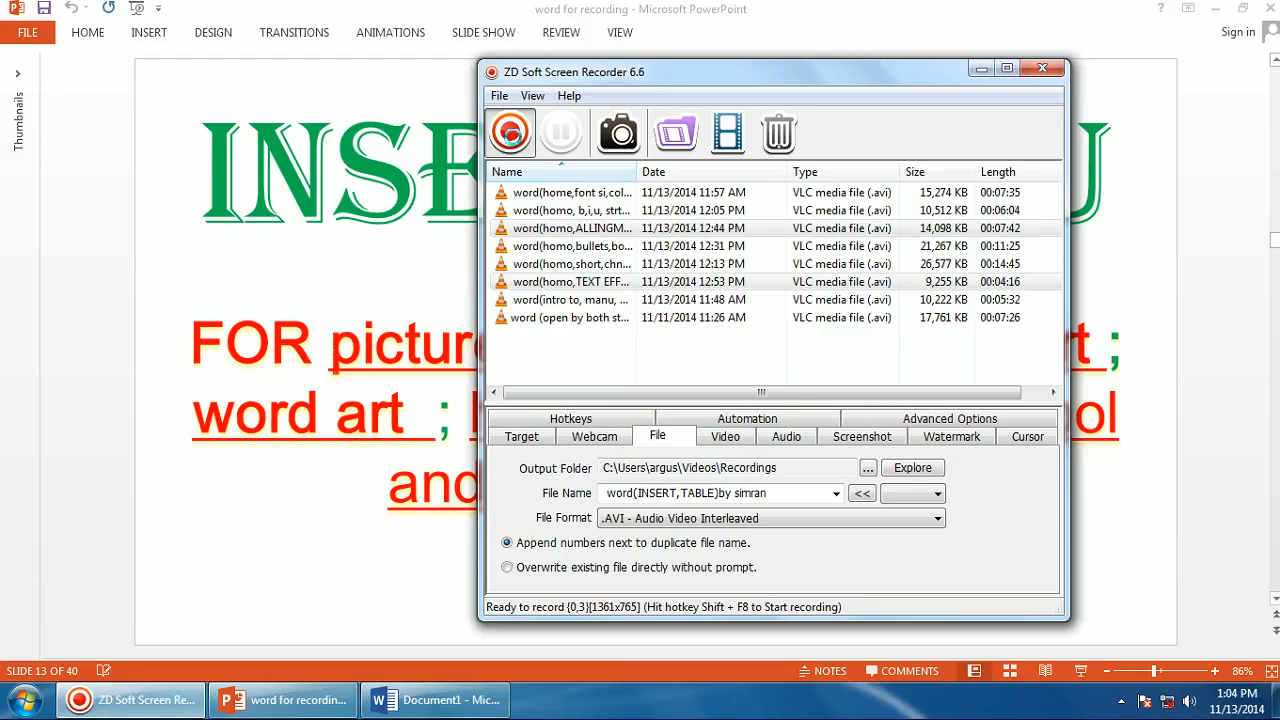 word for recording - Microsoft PowerPoint
FILE HOME INSERT DESIGN TRANSITIONS ANIMATIONS SLIDE SHOW REVIEW VIEW Sign in
Thumbnails
INSE U
FOR pictur t ;
word art ; ol
and
ZD Soft Screen Recorder 6.6
File View Help
Name Date Type Size Length
word(home,font si,col... 11/13/2014 11:57 AM VLC media file (.avi) 15,274 KB 00:07:35
word(homo, b,i,u, strt... 11/13/2014 12:05 PM VLC media file (.avi) 10,512 KB 00:06:04
word(homo,ALLINGM... 11/13/2014 12:44 PM VLC media file (.avi) 14,098 KB 00:07:42
word(homo,bullets,bo... 11/13/2014 12:31 PM VLC media file (.avi) 21,267 KB 00:11:25
word(homo,short,chn... 11/13/2014 12:13 PM VLC media file (.avi) 26,577 KB 00:14:45
word(homo,TEXT EFF... 11/13/2014 12:53 PM VLC media file (.avi) 9,255 KB 00:04:16
word(intro to, manu, ... 11/13/2014 11:48 AM VLC media file (.avi) 10,222 KB 00:05:32
word (open by both st... 11/11/2014 11:26 AM VLC media file (.avi) 17,761 KB 00:07:26
Hotkeys Automation Advanced Options
Target Webcam File Video Audio Screenshot Watermark Cursor
Output Folder C:\Users\argus\Videos\Recordings ... Explore
File Name word(INSERT,TABLE)by simran <<
File Format .AVI - Audio Video Interleaved
Append numbers next to duplicate file name.
Overwrite existing file directly without prompt.
Ready to record {0,3}[1361x765] (Hit hotkey Shift + F8 to Start recording)
SLIDE 13 OF 40 NOTES COMMENTS 86%
ZD Soft Screen Re... word for recordin... Document1 - Mic... 1:04 PM
11/13/2014